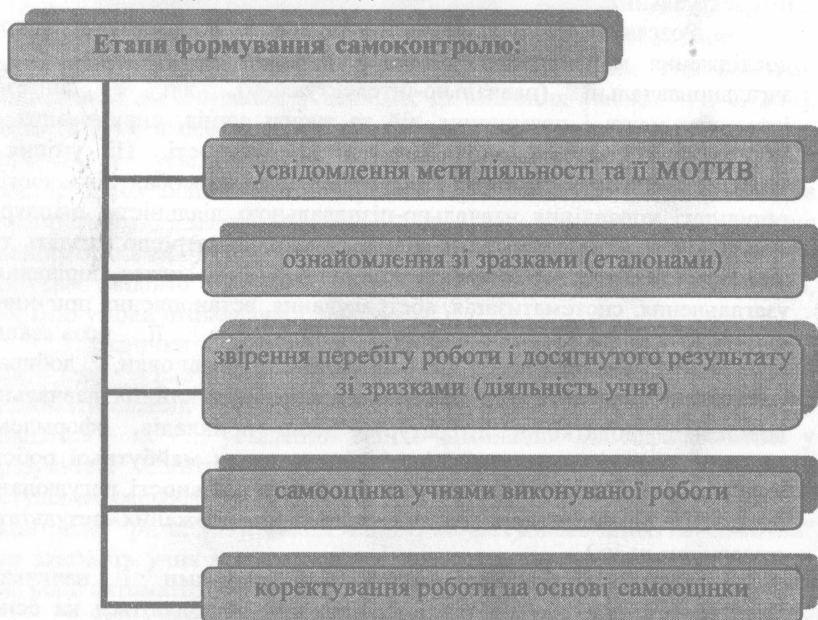 Етапи формування самоконтролю:
усвідомлення мети діяльності та її МОТИВ
ознайомлення зі зразками (еталонами)
звірення перебігу роботи і досягнутого результату
зі зразками (діяльність учня)
самооцінка учнями виконуваної роботи
коректування роботи на основі самооцінки